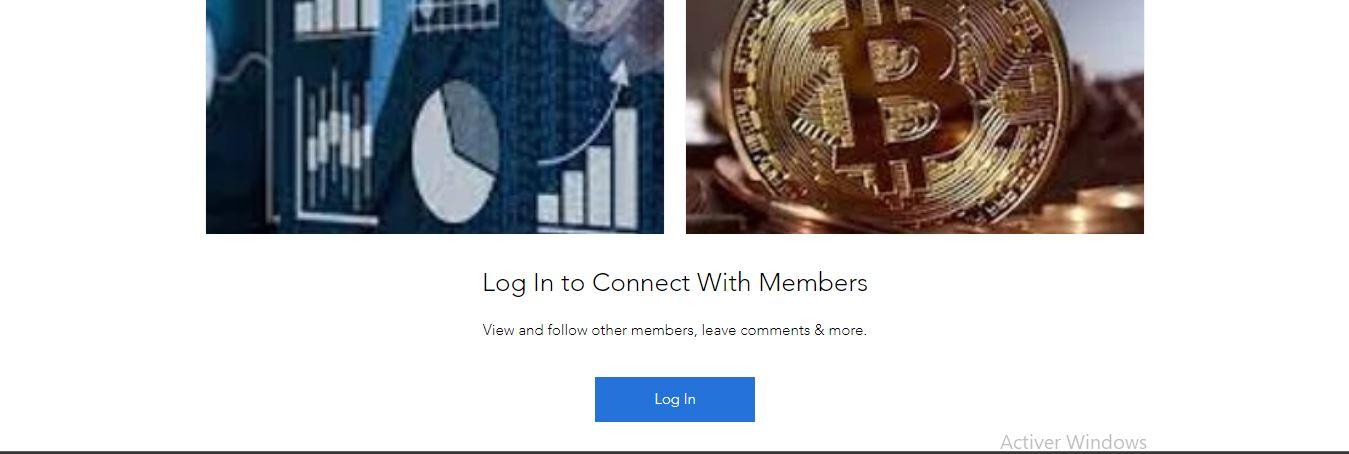 Log In to Connect With Members
View and follow other members, leave comments & more.
Log In
Activer Windows